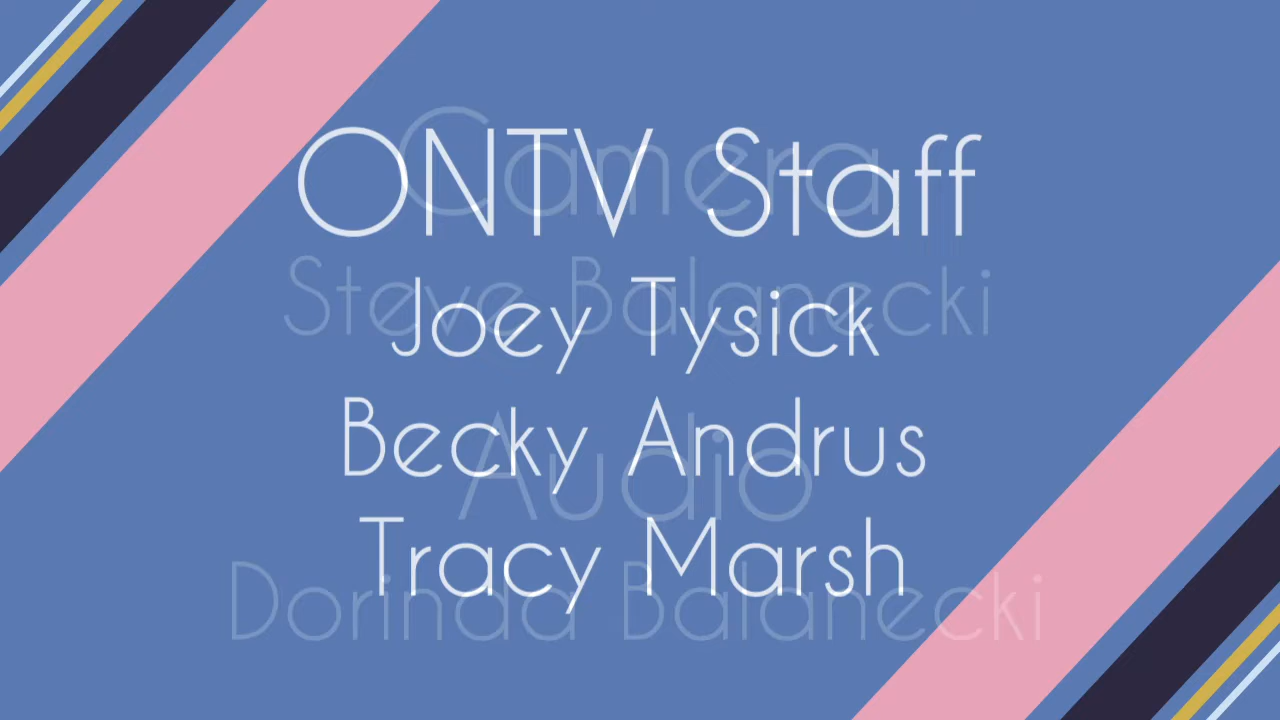 Camera
ONTV Staff
Steve Balanecki
Joey Tysick
Becky Andrus
Audio
Tracy Marsh
Dorinda Balanecki